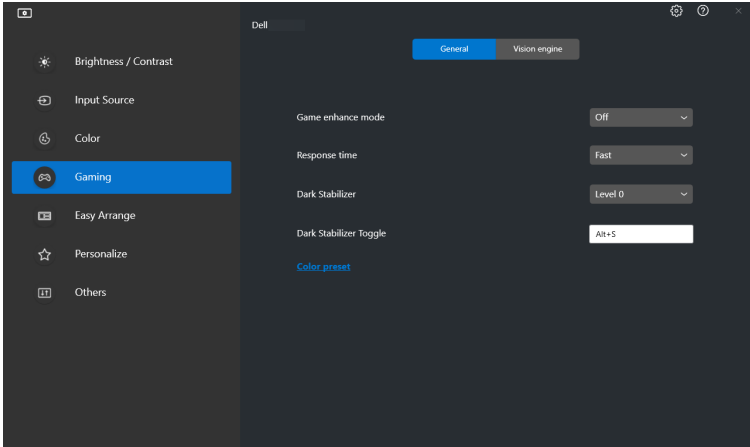 Dell
General
Vision engine
Brightness / Contrast
Input Source
Color
Gaming
Easy Arrange
Personalize
Others
Game enhance mode
Off
Response time
Fast
Dark Stabilizer
Level 0
Dark Stabilizer Toggle
Alt+S
Color preset